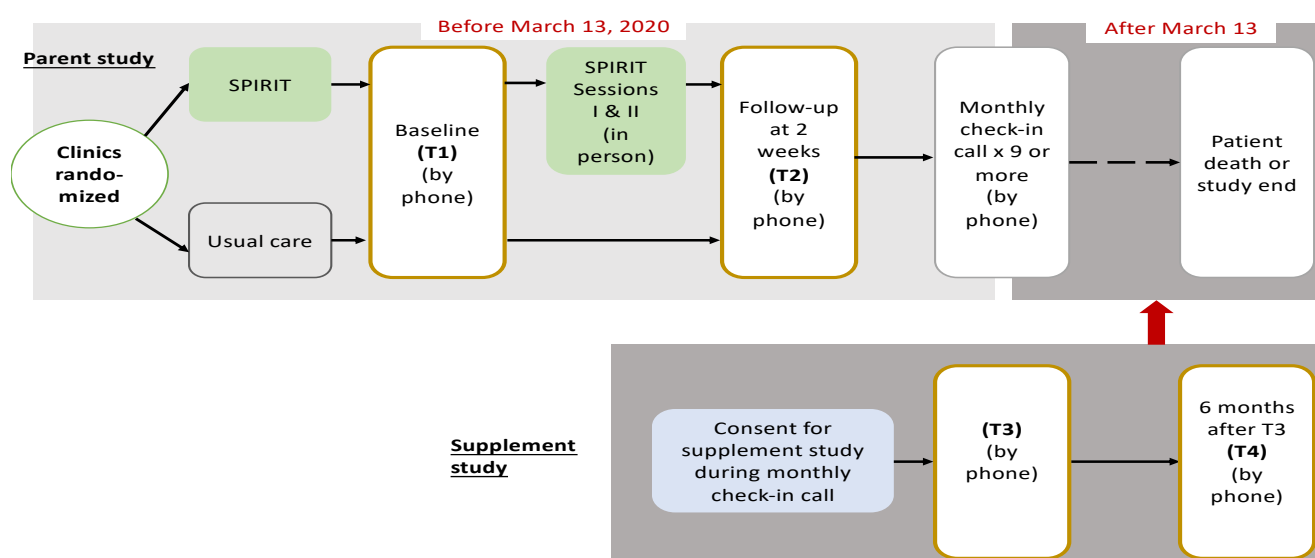 Before March 13, 2020
After March 13
Parent study
Clinics
rando-
mized
SPIRIT
Usual care
Baseline
(T1)
(by
phone)
SPIRIT
Sessions
I & II
(in
person)
Follow-up
at 2
weeks
(T2)
(by
phone)
Monthly
check-in
call x 9 or
more
(by
phone)
Patient
death or
study end
Supplement
study
Consent for
supplement study
during monthly
check-in call
(T3)
(by
phone)
6 months
after T3
(T4)
(by
phone)